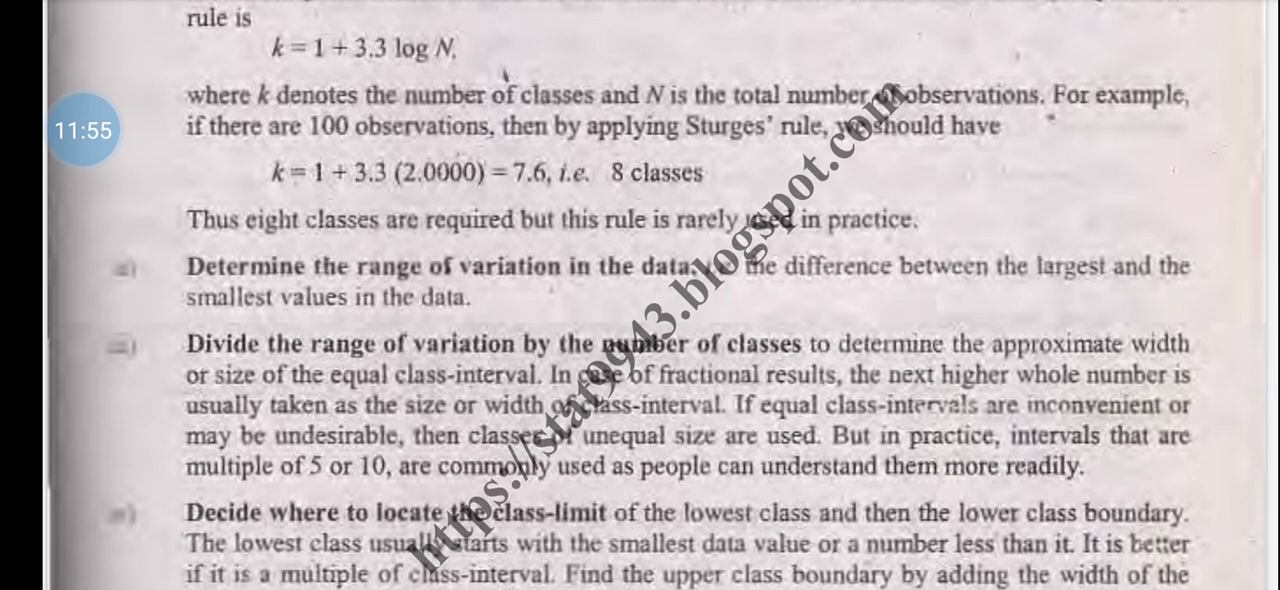 rule is
k = 1 + 3.3 log N,
where k denotes the number of classes and N is the total number of observations. For example,
11:55
if there are 100 observations, then by applying Sturges' rule, we should have
k = 1 + 3.3 (2.0000) = 7.6, i.e. 8 classes
Thus eight classes are required but this rule is rarely used in practice.
Determine the range of variation in the data, the difference between the largest and the
smallest values in the data.
Divide the range of variation by the number of classes to determine the approximate width
or size of the equal class-interval. In case of fractional results, the next higher whole number is
usually taken as the size or width of class-interval. If equal class-intervals are inconvenient or
may be undesirable, then classes of unequal size are used. But in practice, intervals that are
multiple of 5 or 10, are commonly used as people can understand them more readily.
Decide where to locate the class-limit of the lowest class and then the lower class boundary.
The lowest class usually starts with the smallest data value or a number less than it. It is better
if it is a multiple of class-interval. Find the upper class boundary by adding the width of the
https://stat9943.blogspot.com